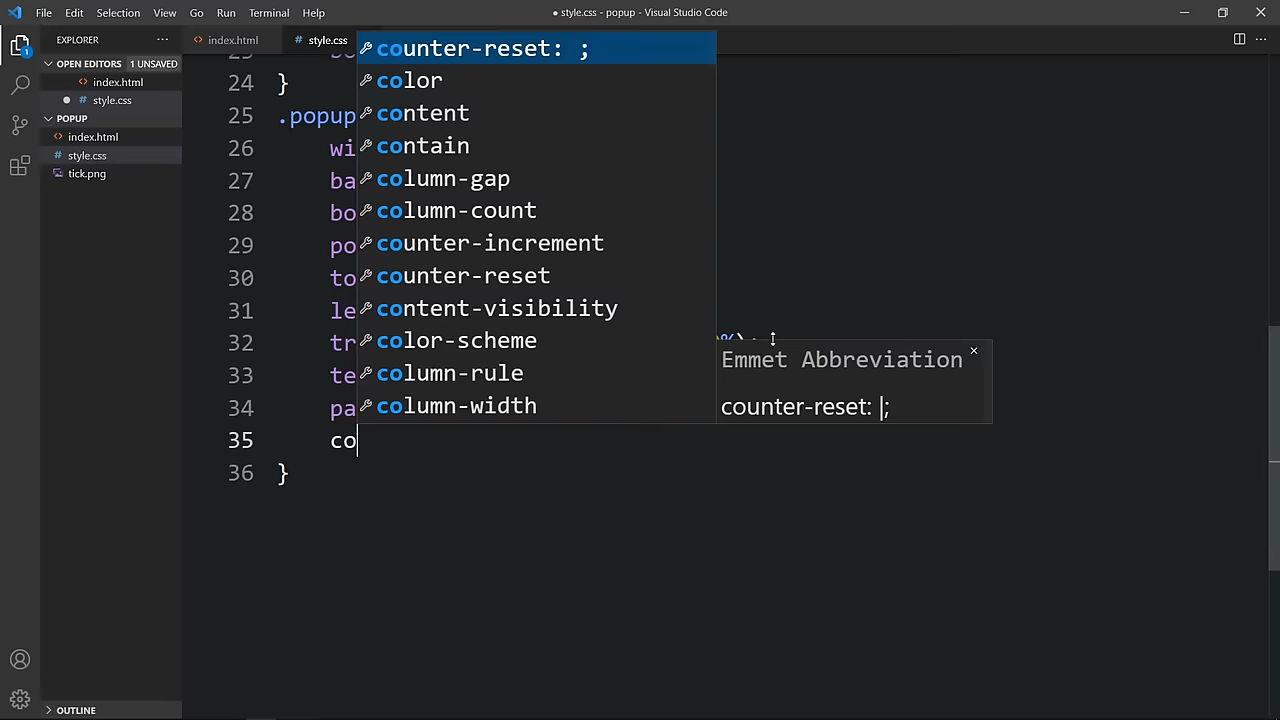 File Edit Selection View Go Run Terminal Help
● style.css - popup - Visual Studio Code
EXPLORER
OPEN EDITORS 1 UNSAVED
<> index.html
# style.css
POPUP
<> index.html
# style.css
tick.png
OUTLINE
1
<> index.html
# style.css
24 }
25 .popup
26 wi
27 ba
28 bo
29 po
30 to
31 le
32 tr %);
33 te
34 pa
35 co
36 }
counter-reset: ;
color
content
contain
column-gap
column-count
counter-increment
counter-reset
content-visibility
color-scheme
column-rule
column-width
Emmet Abbreviation ×
counter-reset: |;